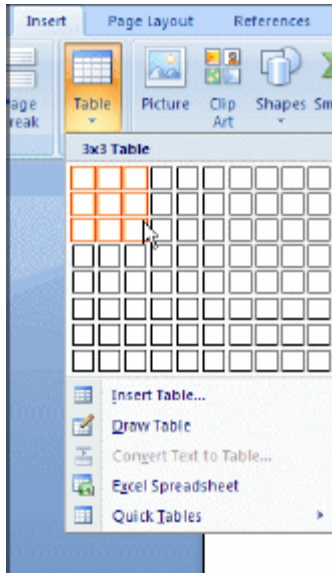 Insert Page Layout References
age
reak
Table Picture Clip
Art Shapes Sm
3x3 Table
Insert Table...
Draw Table
Convert Text to Table...
Excel Spreadsheet
Quick Tables